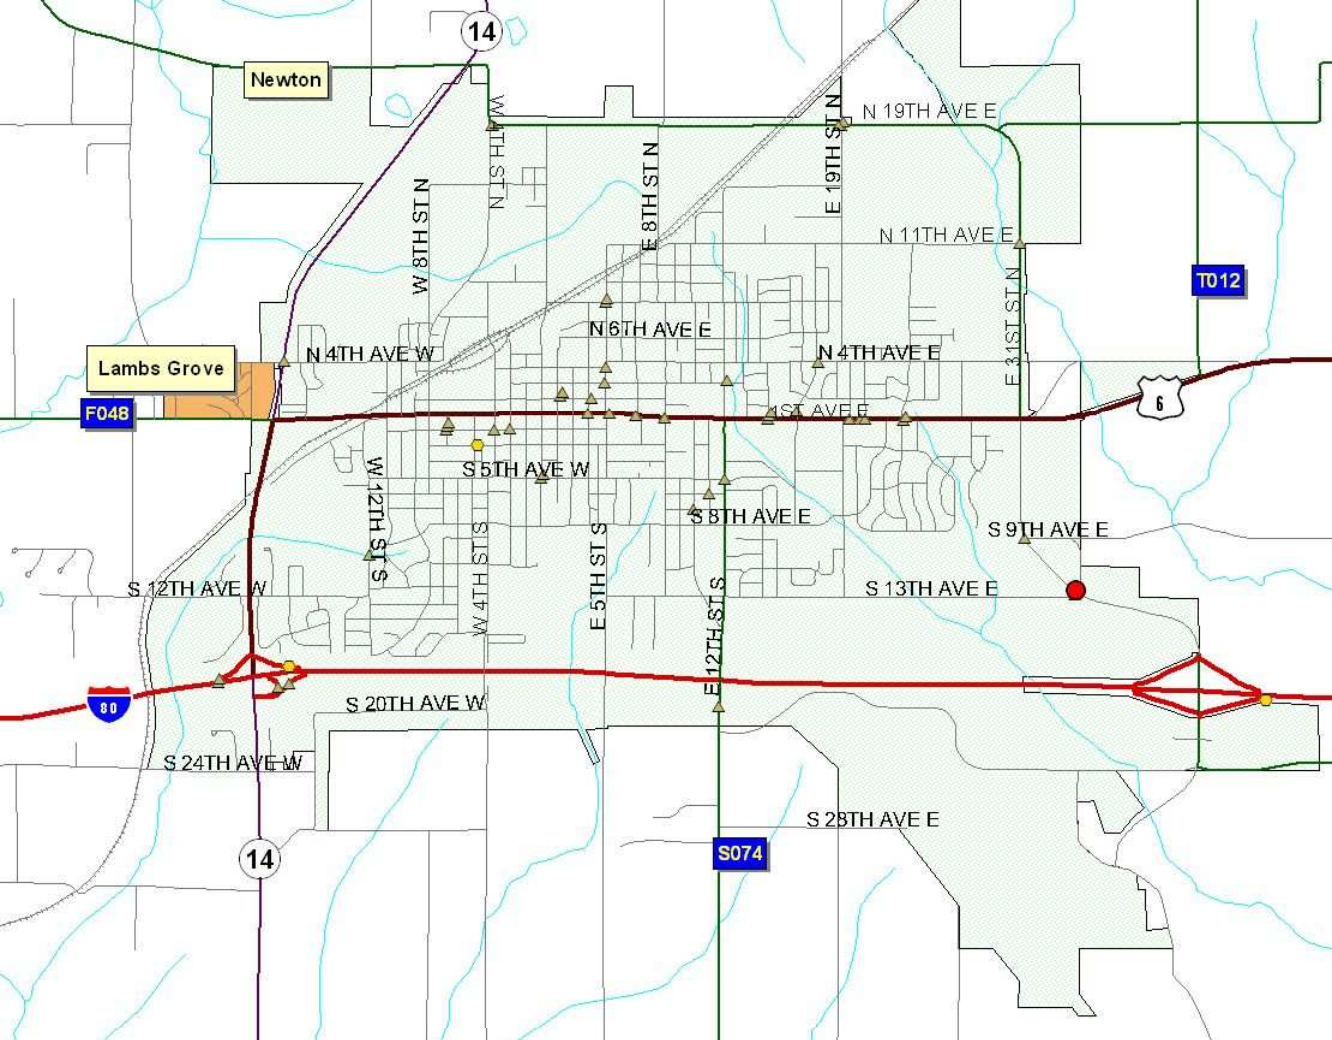 14
Newton
N 19TH AVE E
W 4TH ST N
E 19TH ST N
E 8TH ST N
W 8TH ST N
N 11TH AVE E
T012
E 31ST ST N
N 6TH AVE E
N 4TH AVE W
N 4TH AVE E
Lambs Grove
6
F048
1ST AVE E
S 5TH AVE W
W 12TH ST S
S 8TH AVE E
S 9TH AVE E
W 4TH ST S
E 5TH ST S
S 12TH AVE W
S 13TH AVE E
E 12TH ST S
80
S 20TH AVE W
S 24TH AVE W
S 28TH AVE E
14
S074